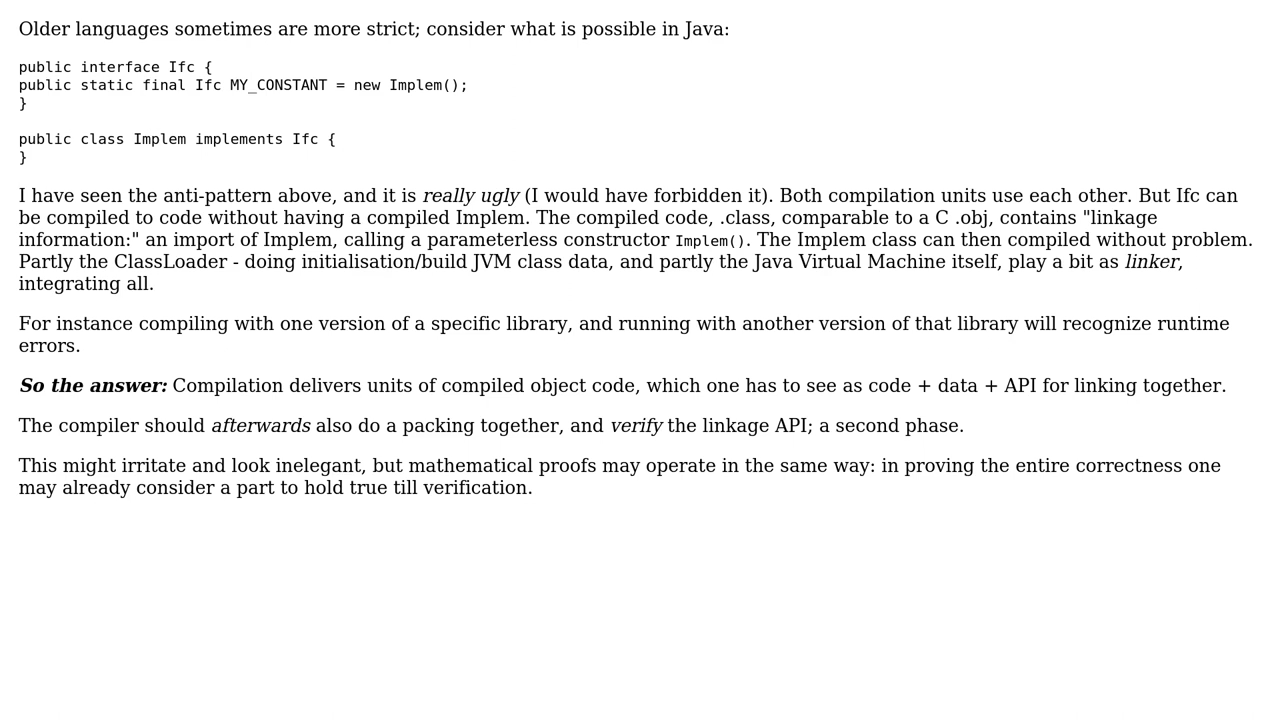 Older languages sometimes are more strict; consider what is possible in Java:
public interface Ifc {
public static final Ifc MY_CONSTANT = new Implem();
}
public class Implem implements Ifc {
}
I have seen the anti-pattern above, and it is really ugly (I would have forbidden it). Both compilation units use each other. But Ifc can
be compiled to code without having a compiled Implem. The compiled code, .class, comparable to a C .obj, contains "linkage
information:" an import of Implem, calling a parameterless constructor Implem(). The Implem class can then compiled without problem.
Partly the ClassLoader - doing initialisation/build JVM class data, and partly the Java Virtual Machine itself, play a bit as linker,
integrating all.
For instance compiling with one version of a specific library, and running with another version of that library will recognize runtime
errors.
So the answer: Compilation delivers units of compiled object code, which one has to see as code + data + API for linking together.
The compiler should afterwards also do a packing together, and verify the linkage API; a second phase.
This might irritate and look inelegant, but mathematical proofs may operate in the same way: in proving the entire correctness one
may already consider a part to hold true till verification.